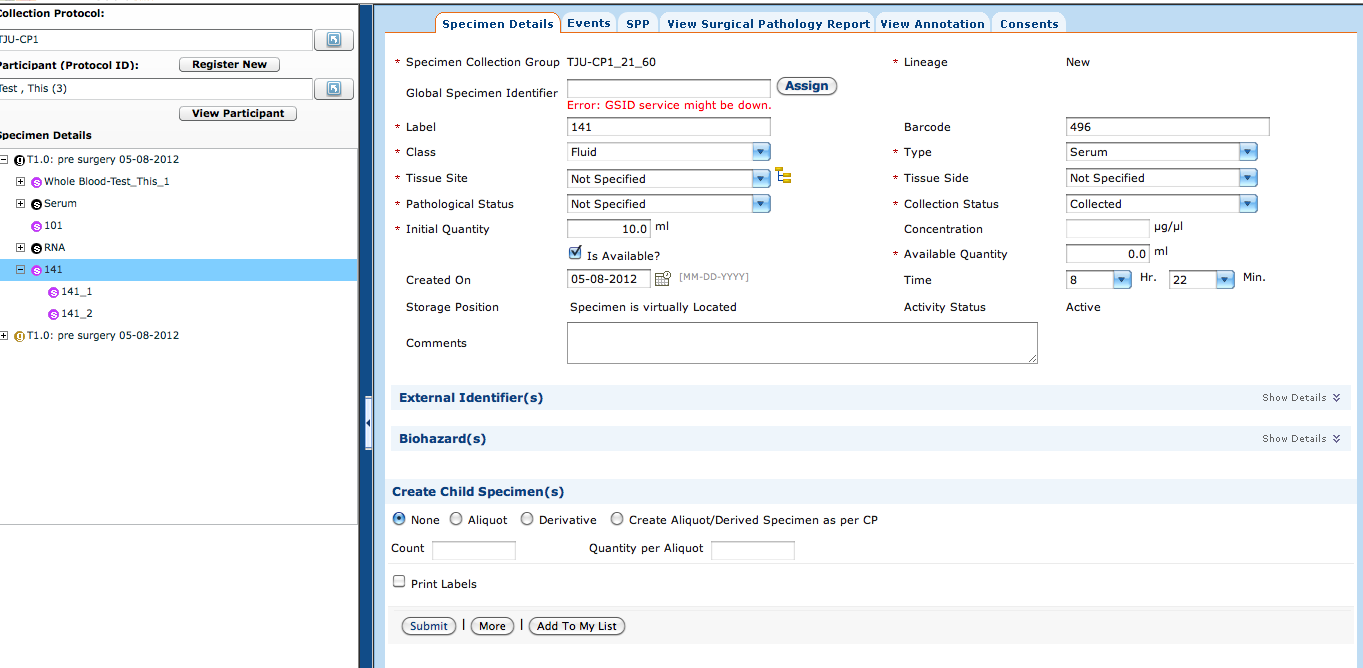 Collection Protocol:
TJU-CP1
Participant (Protocol ID):
Register New
Test , This (3)
View Participant
Specimen Details
T1.0: pre surgery 05-08-2012
Whole Blood-Test_This_1
Serum
101
RNA
141
141_1
141_2
T1.0: pre surgery 05-08-2012
Specimen Details Events SPP View Surgical Pathology Report View Annotation Consents
* Specimen Collection Group TJU-CP1_21_60 * Lineage New
Global Specimen Identifier Assign
Error: GSID service might be down.
* Label 141 Barcode 496
* Class Fluid * Type Serum
* Tissue Site Not Specified * Tissue Side Not Specified
* Pathological Status Not Specified * Collection Status Collected
* Initial Quantity 10.0 ml Concentration µg/µl
Is Available? * Available Quantity 0.0 ml
Created On 05-08-2012 [MM-DD-YYYY] Time 8 Hr. 22 Min.
Storage Position Specimen is virtually Located Activity Status Active
Comments
External Identifier(s) Show Details
Biohazard(s) Show Details
Create Child Specimen(s)
None Aliquot Derivative Create Aliquot/Derived Specimen as per CP
Count Quantity per Aliquot
Print Labels
Submit | More | Add To My List